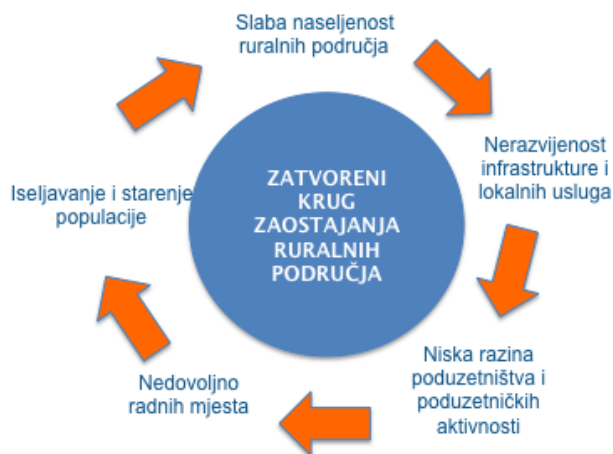 Slaba naseljenost
ruralnih područja
Nerazvijenost
infrastrukture i
lokalnih usluga
Niska razina
poduzetništva i
poduzetničkih
aktivnosti
Nedovoljno
radnih mjesta
Iseljavanje i starenje
populacije
ZATVORENI
KRUG
ZAOSTAJANJA
RURALNIH
PODRUČJA